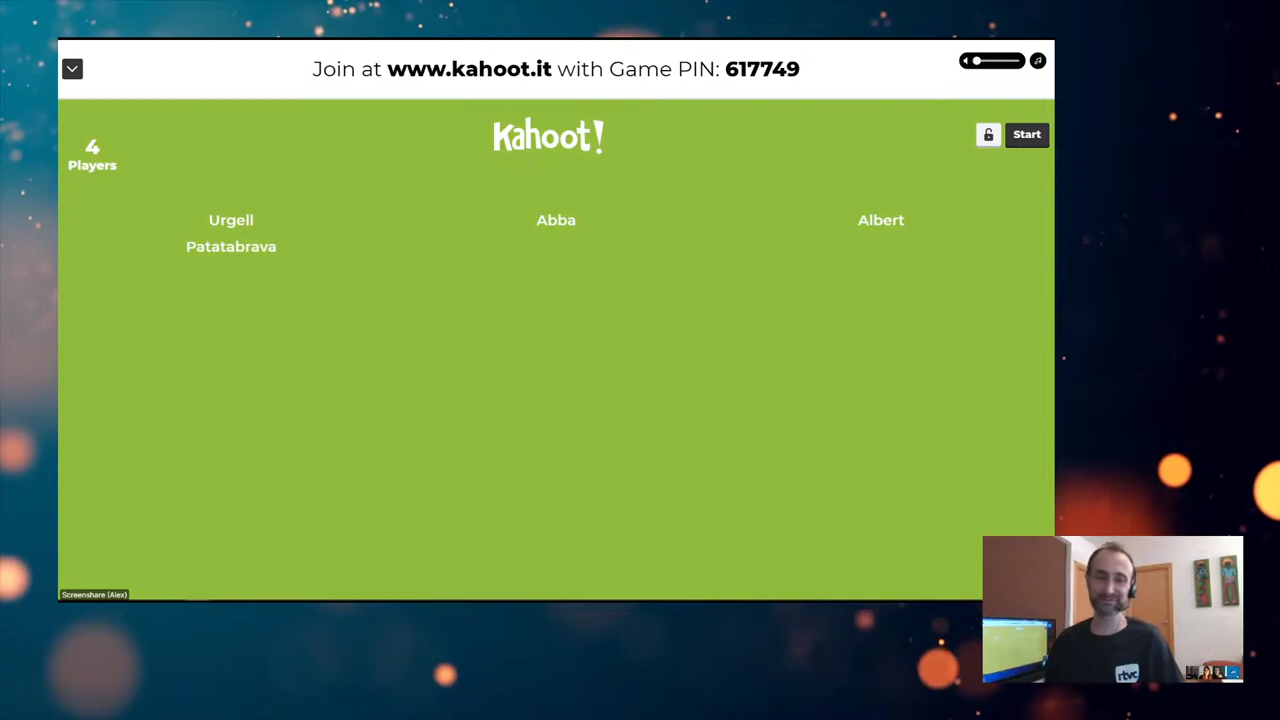 Join at www.kahoot.it with Game PIN: 617749
Kahoot!
4
Players
Start
Urgell
Abba
Albert
Patatabrava
Screenshare (Alex)
rtvc